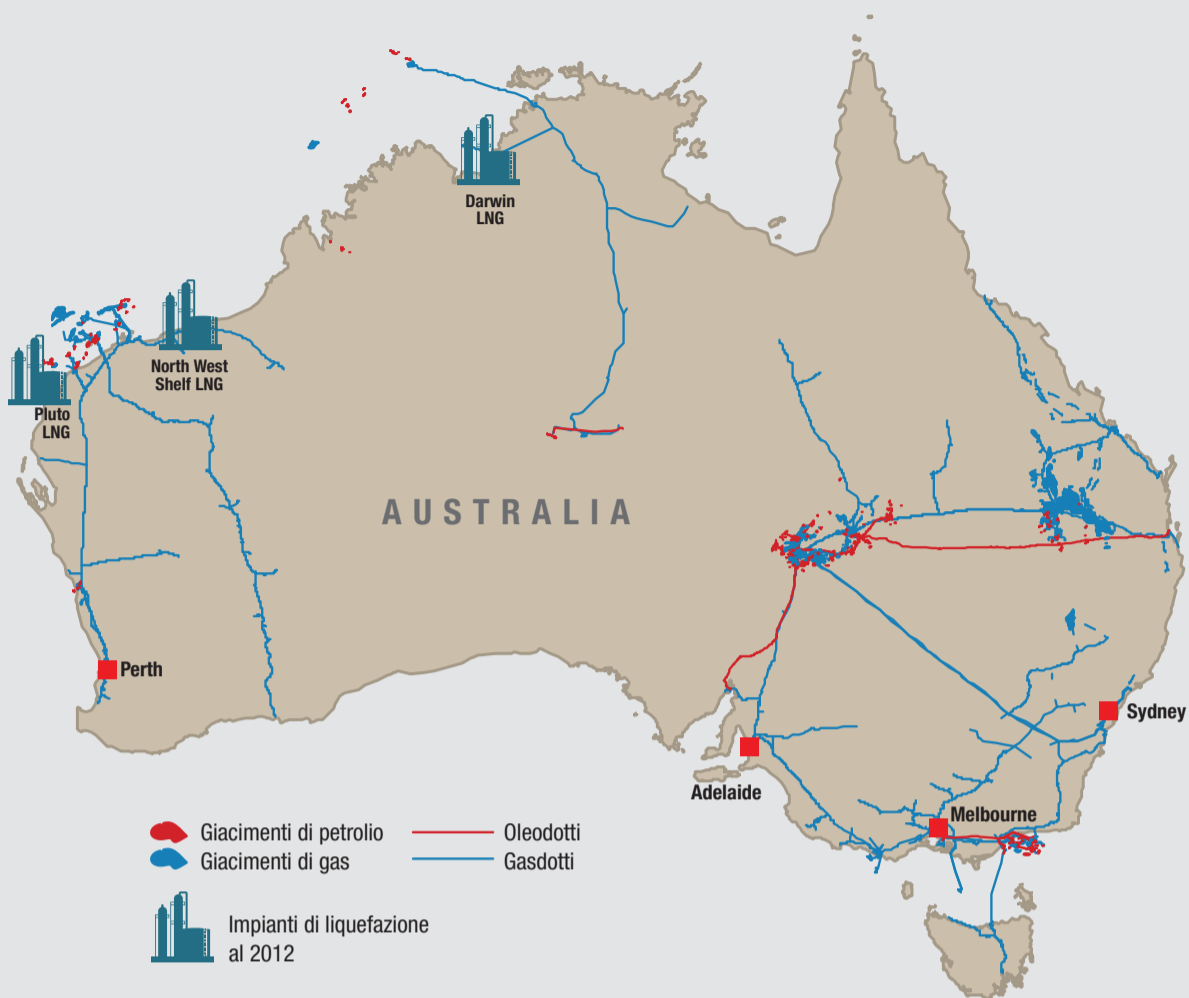 Darwin
LNG
North West
Shelf LNG
Pluto
LNG
AUSTRALIA
Perth
Sydney
Adelaide
Melbourne
Giacimenti di petrolio
Oleodotti
Giacimenti di gas
Gasdotti
Impianti di liquefazione
al 2012